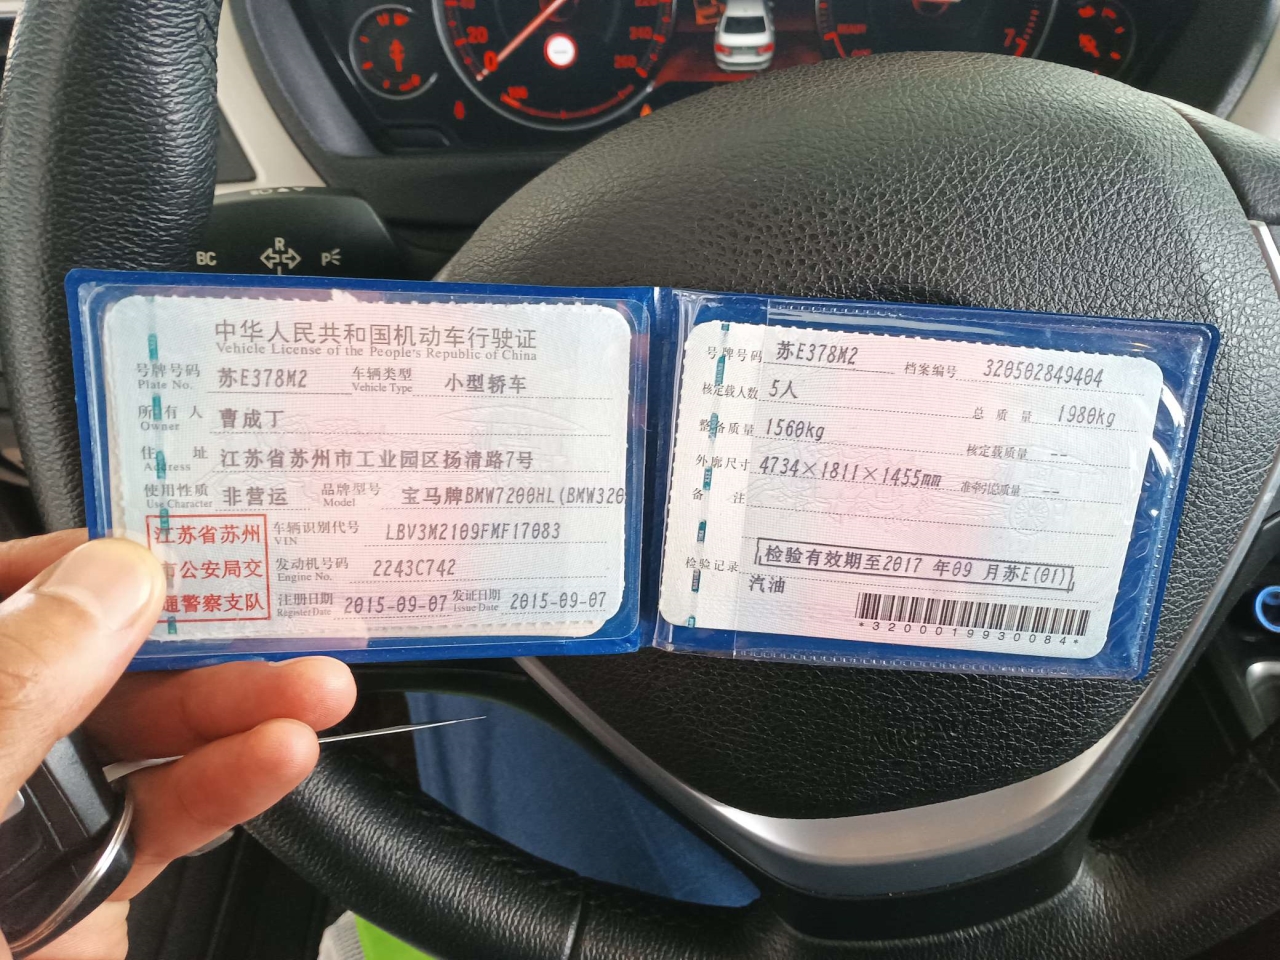 20
0
220
240
260
READY
7
BC
R
P
中华人民共和国机动车行驶证
Vehicle License of the People's Republic of China
号牌号码 苏E378M2 车辆类型 小型轿车
Plate No. Vehicle Type
所有人 曹成丁
Owner
住址 江苏省苏州市工业园区扬清路7号
Address
使用性质 非营运 品牌型号 宝马牌BMW7200HL(BMW320
Use Character Model
江苏省苏州
市公安局交
通警察支队
车辆识别代号 LBV3M2109FMF17083
VIN
发动机号码 2243C742
Engine No.
注册日期 2015-09-07 发证日期 2015-09-07
Register Date Issue Date
号牌号码 苏E378M2 档案编号 320502849404
核定载人数 5人 总质量 1980kg
整备质量 1560kg 核定载质量 --
外廓尺寸 4734×1811×1455mm 准牵引总质量 --
备注
检验记录 检验有效期至2017 年09 月苏E(01)
汽油
*3200019930084*